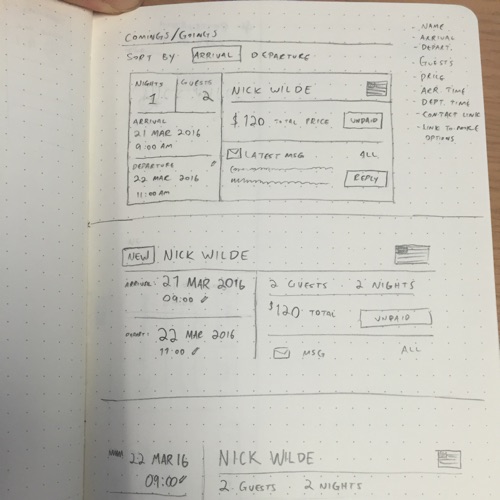 COMINGS/GOINGS
SORT BY: ARRIVAL DEPARTURE
NIGHTS GUESTS
1 2
ARRIVAL
21 MAR 2016
9:00 AM
DEPARTURE
22 MAR 2016
11:00 AM
NICK WILDE
$120 TOTAL PRICE UNPAID
LATEST MSG ALL
REPLY
- NAME
- ARRIVAL
- DEPART.
- GUESTS
- PRICE
- ARR. TIME
- DEPT. TIME
- CONTACT LINK
- LINK TO MORE
OPTIONS
NEW NICK WILDE
ARRIVAL: 21 MAR 2016
09:00
DEPART: 22 MAR 2016
11:00
2 GUESTS · 2 NIGHTS
$120 TOTAL UNPAID
MSG ALL
22 MAR 16 NICK WILDE
09:00 2 GUESTS · 2 NIGHTS